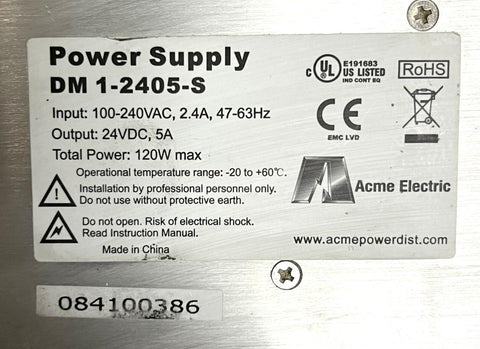 Power Supply
DM 1-2405-S
Input: 100-240VAC, 2.4A, 47-63Hz
Output: 24VDC, 5A
Total Power: 120W max
Operational temperature range: -20 to +60℃.
Installation by professional personnel only.
Do not use without protective earth.
Do not open. Risk of electrical shock.
Read Instruction Manual.
Made in China
C UL US E191683
LISTED
IND CONT EQ
RoHS
CE
EMC LVD
A Acme Electric
www.acmepowerdist.com
084100386